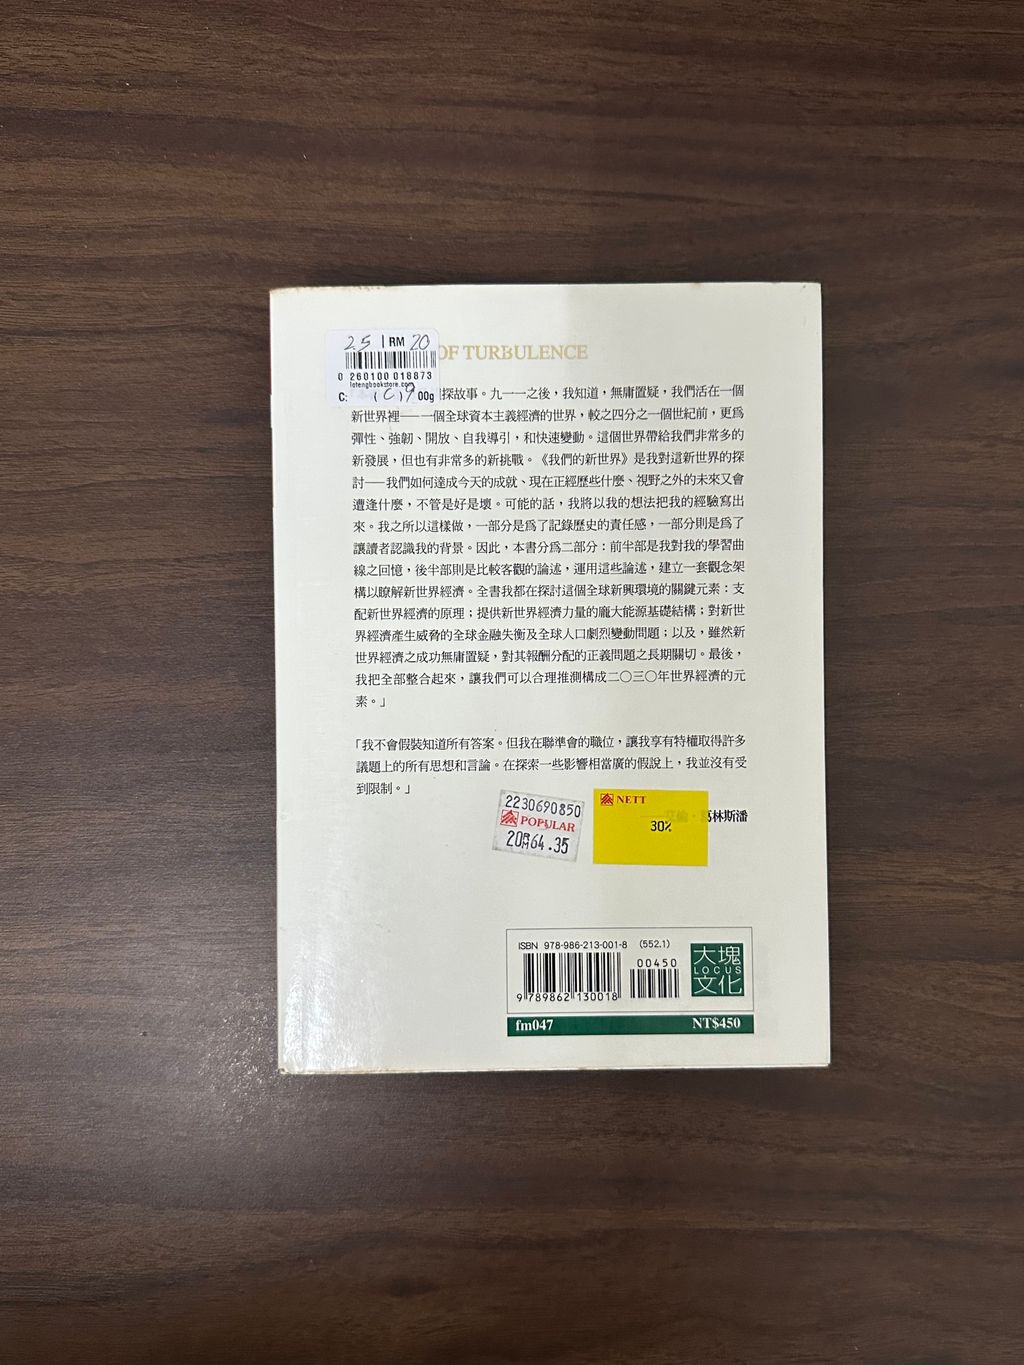 25 | RM 20
OF TURBULENCE
0 260100 018873
lotengbookstore.com
C: ( C ) 9 00g
探故事。九一一之後，我知道，無庸置疑，我們活在一個
新世界裡──一個全球資本主義經濟的世界，較之四分之一個世紀前，更為
彈性、強韌、開放、自我導引，和快速變動。這個世界帶給我們非常多的
新發展，但也有非常多的新挑戰。《我們的新世界》是我對這新世界的探
討──我們如何達成今天的成就、現在正經歷些什麼、視野之外的未來又會
遭逢什麼，不管是好是壞。可能的話，我將以我的想法把我的經驗寫出
來。我之所以這樣做，一部分是為了記錄歷史的責任感，一部分則是為了
讓讀者認識我的背景。因此，本書分為二部分：前半部是我對我的學習曲
線之回憶，後半部則是比較客觀的論述，運用這些論述，建立一套觀念架
構以瞭解新世界經濟。全書我都在探討這個全球新興環境的關鍵元素：支
配新世界經濟的原理；提供新世界經濟力量的龐大能源基礎結構；對新世
界經濟產生威脅的全球金融失衡及全球人口劇烈變動問題；以及，雖然新
世界經濟之成功無庸置疑，對其報酬分配的正義問題之長期關切。最後，
我把全部整合起來，讓我們可以合理推測構成二〇三〇年世界經濟的元
素。」
「我不會假裝知道所有答案。但我在聯準會的職位，讓我享有特權取得許多
議題上的所有思想和言論。在探索一些影響相當廣的假說上，我並沒有受
到限制。」
2230690850
POPULAR
64.35
NETT
30%
林斯潘
ISBN 978-986-213-001-8 (552.1)
00450
9 789862 130018
大塊
LOCUS
文化
fm047 NT$450